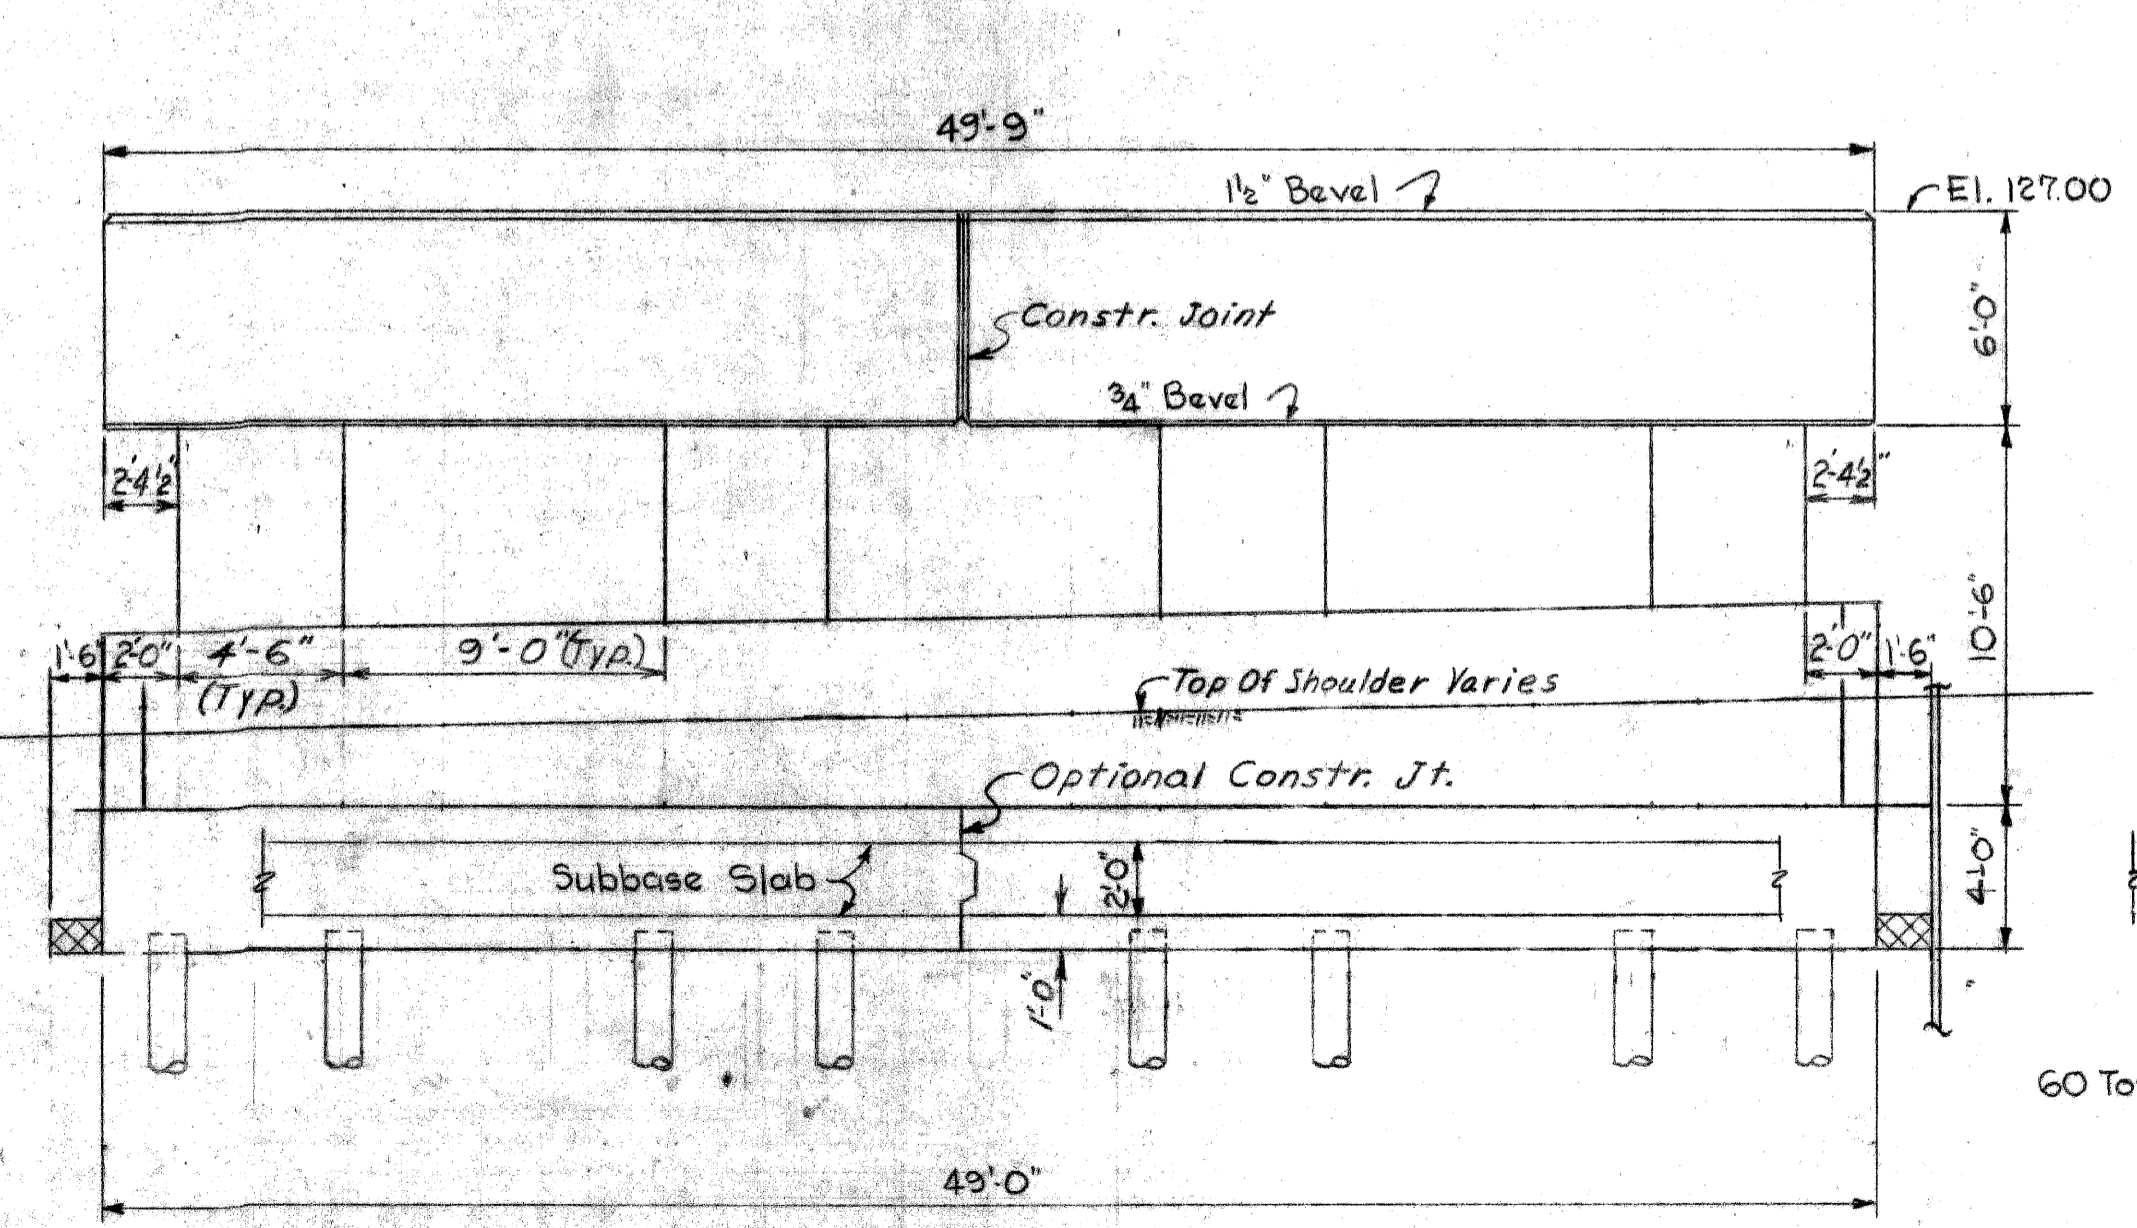 49'-9"
1½" Bevel
El. 127.00
6'-0"
Constr. Joint
¾" Bevel
2'-4½"
2'-4½"
10'-6"
1'-6"
2'-0"
4'-6"
(Typ.)
9'-0" (Typ.)
2'-0"
1'-6"
Top Of Shoulder Varies
Optional Constr. Jt.
Subbase Slab
2'-0"
4'-0"
1'-0"
60 To
49'-0"